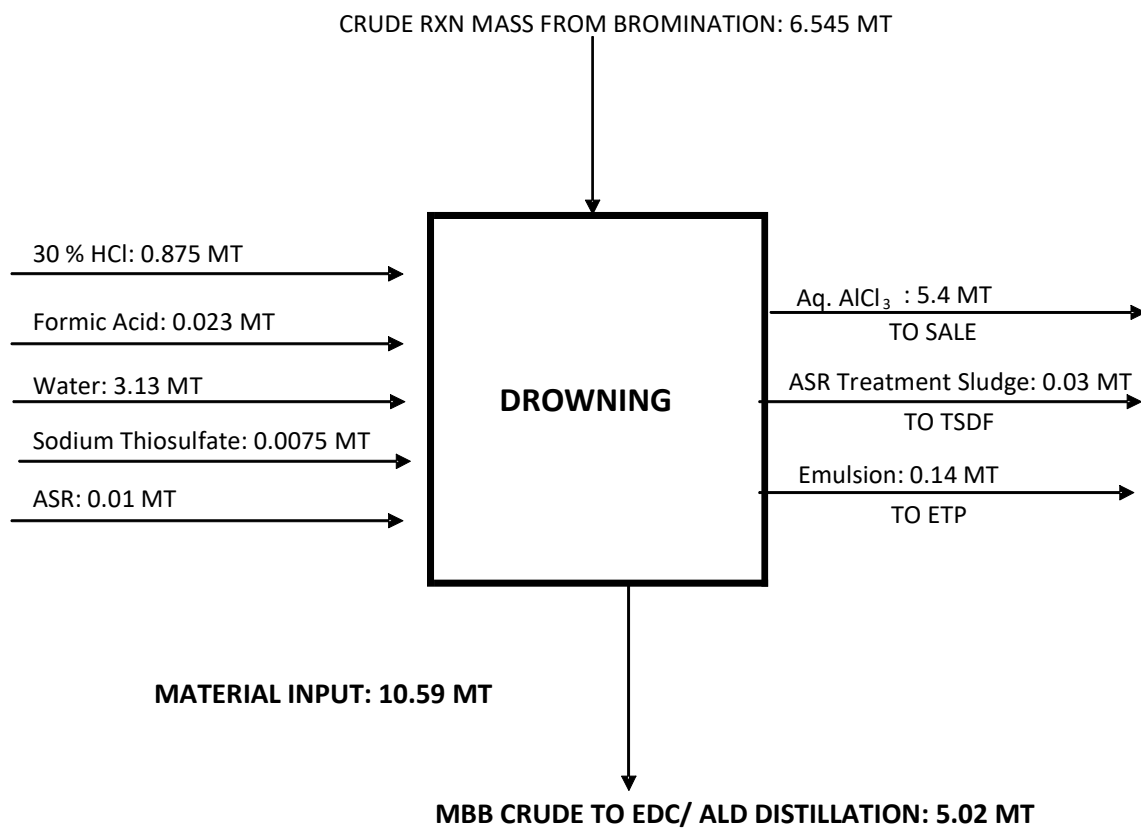 CRUDE RXN MASS FROM BROMINATION: 6.545 MT
30 % HCl: 0.875 MT
Formic Acid: 0.023 MT
Water: 3.13 MT
Sodium Thiosulfate: 0.0075 MT
ASR: 0.01 MT
DROWNING
Aq. AlCl₃ : 5.4 MT
TO SALE
ASR Treatment Sludge: 0.03 MT
TO TSDF
Emulsion: 0.14 MT
TO ETP
MATERIAL INPUT: 10.59 MT
MBB CRUDE TO EDC/ ALD DISTILLATION: 5.02 MT